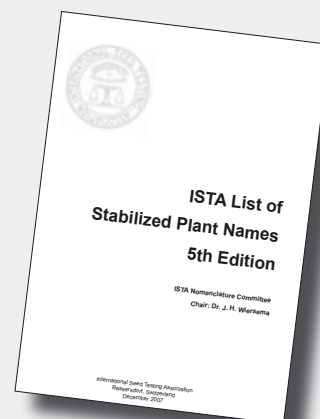 ISTA List of
Stabilized Plant Names
5th Edition
ISTA Nomenclature Committee
Chair: Dr. J. H. Wiersema
International Seed Testing Association
Bassersdorf, Switzerland
December 2007